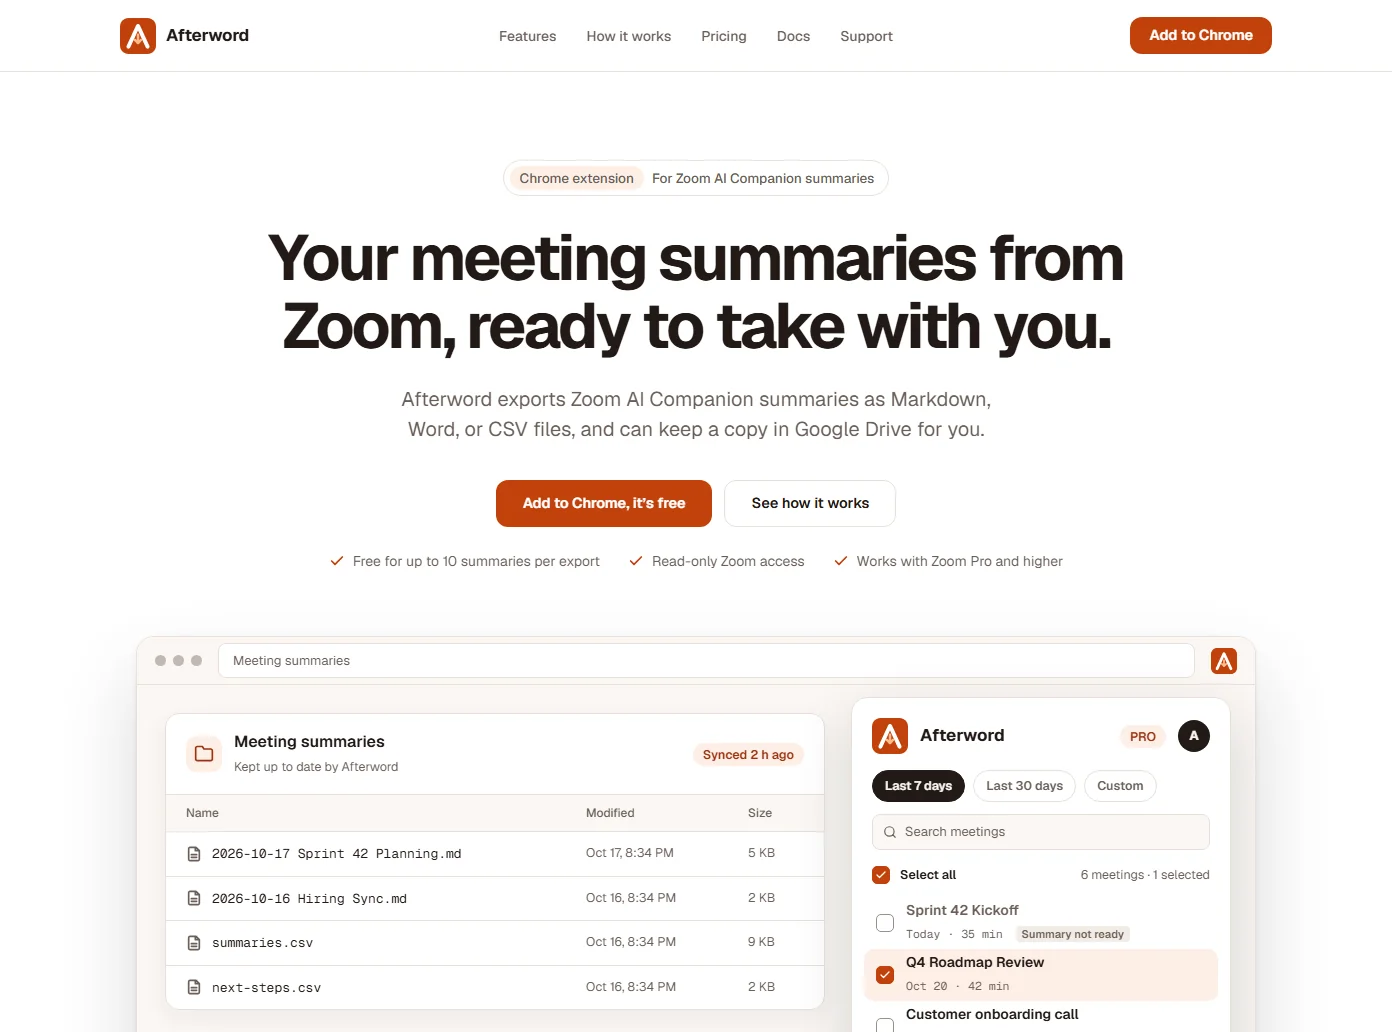 Afterword
Features
How it works
Pricing
Docs
Support
Add to Chrome
Chrome extension
For Zoom AI Companion summaries
Your meeting summaries from
Zoom, ready to take with you.
Afterword exports Zoom AI Companion summaries as Markdown,
Word, or CSV files, and can keep a copy in Google Drive for you.
Add to Chrome, it's free
See how it works
Free for up to 10 summaries per export
Read-only Zoom access
Works with Zoom Pro and higher
Meeting summaries
Meeting summaries
Kept up to date by Afterword
Synced 2 h ago
Name
Modified
Size
2026-10-17 Sprint 42 Planning.md
Oct 17, 8:34 PM
5 KB
2026-10-16 Hiring Sync.md
Oct 16, 8:34 PM
2 KB
summaries.csv
Oct 16, 8:34 PM
9 KB
next-steps.csv
Oct 16, 8:34 PM
2 KB
Afterword
PRO
A
Last 7 days
Last 30 days
Custom
Search meetings
Select all
6 meetings · 1 selected
Sprint 42 Kickoff
Today · 35 min
Summary not ready
Q4 Roadmap Review
Oct 20 · 42 min
Customer onboarding call